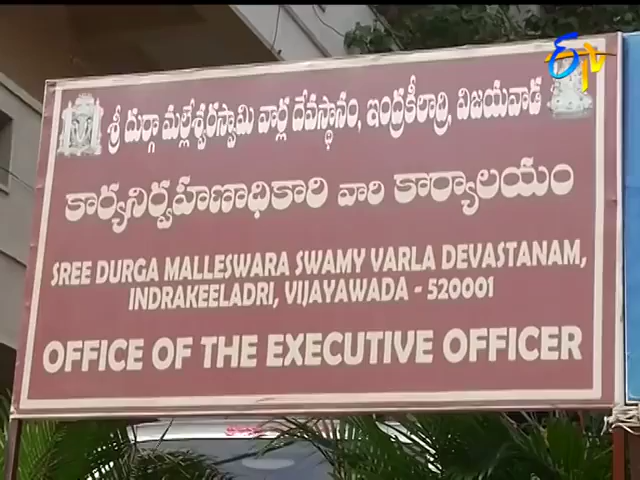 ETV
శ్రీ దుర్గా మల్లేశ్వరస్వామి వార్ల దేవస్థానం, ఇంద్రకీలాద్రి, విజయవాడ
కార్యనిర్వహణాధికారి వారి కార్యాలయం
SREE DURGA MALLESWARA SWAMY VARLA DEVASTANAM,
INDRAKEELADRI, VIJAYAWADA - 520001
OFFICE OF THE EXECUTIVE OFFICER